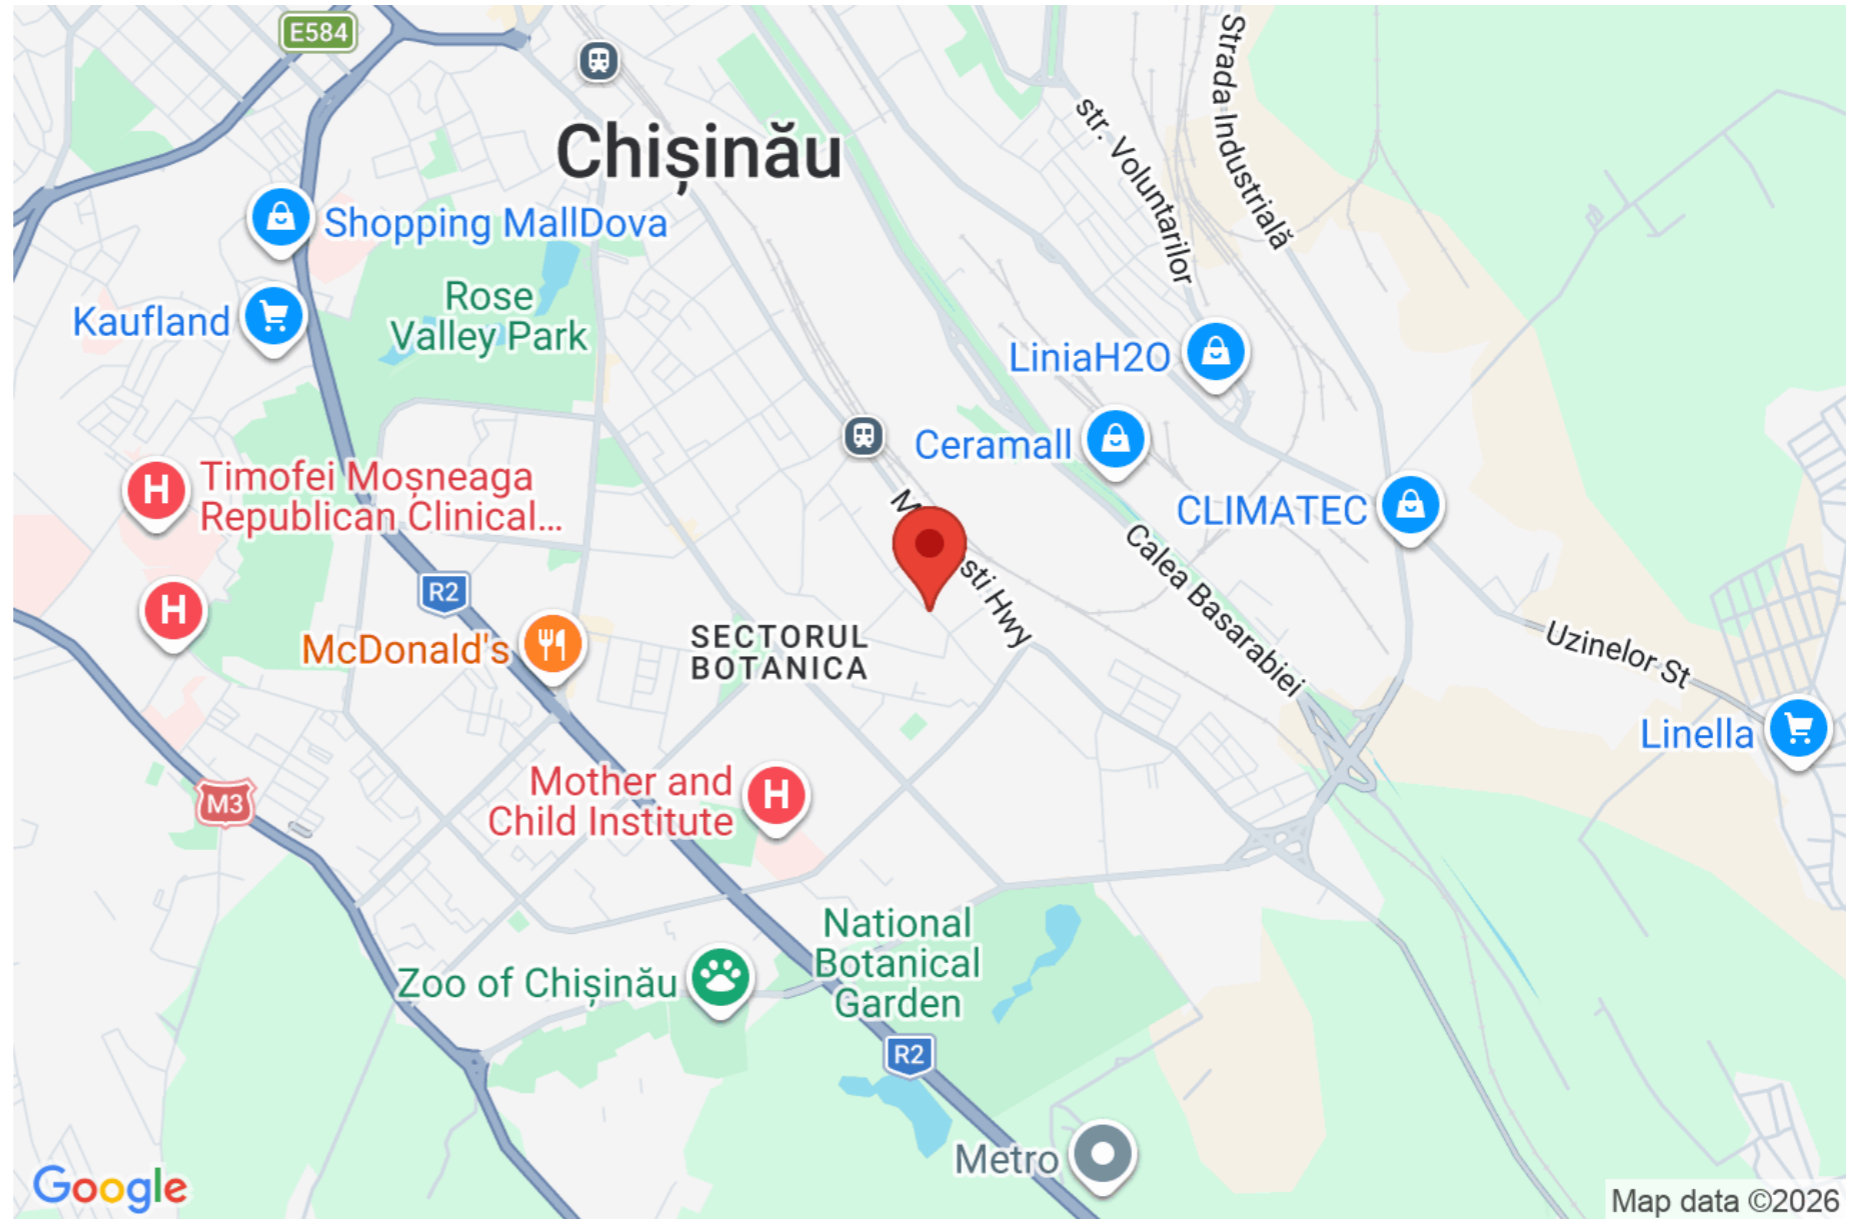 E584
Chișinău
Strada Industrială
str. Voluntarilor
Shopping MallDova
Rose
Valley Park
Kaufland
LiniaH2O
Ceramall
CLIMATEC
H
Timofei Moșneaga
Republican Clinical...
H
sti Hwy
Calea Basarabiei
R2
McDonald's
SECTORUL
BOTANICA
Uzinelor St
Linella
M3
Mother and
Child Institute
H
National
Botanical
Garden
Zoo of Chișinău
R2
Metro
Google
Map data ©2026